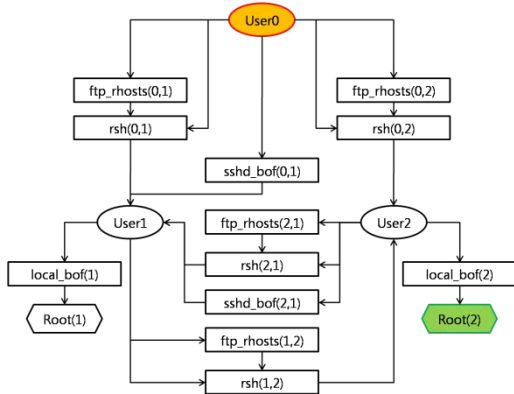 User0
ftp_rhosts(0,1)
ftp_rhosts(0,2)
rsh(0,1)
rsh(0,2)
sshd_bof(0,1)
User1
ftp_rhosts(2,1)
User2
local_bof(1)
rsh(2,1)
local_bof(2)
sshd_bof(2,1)
Root(1)
Root(2)
ftp_rhosts(1,2)
rsh(1,2)